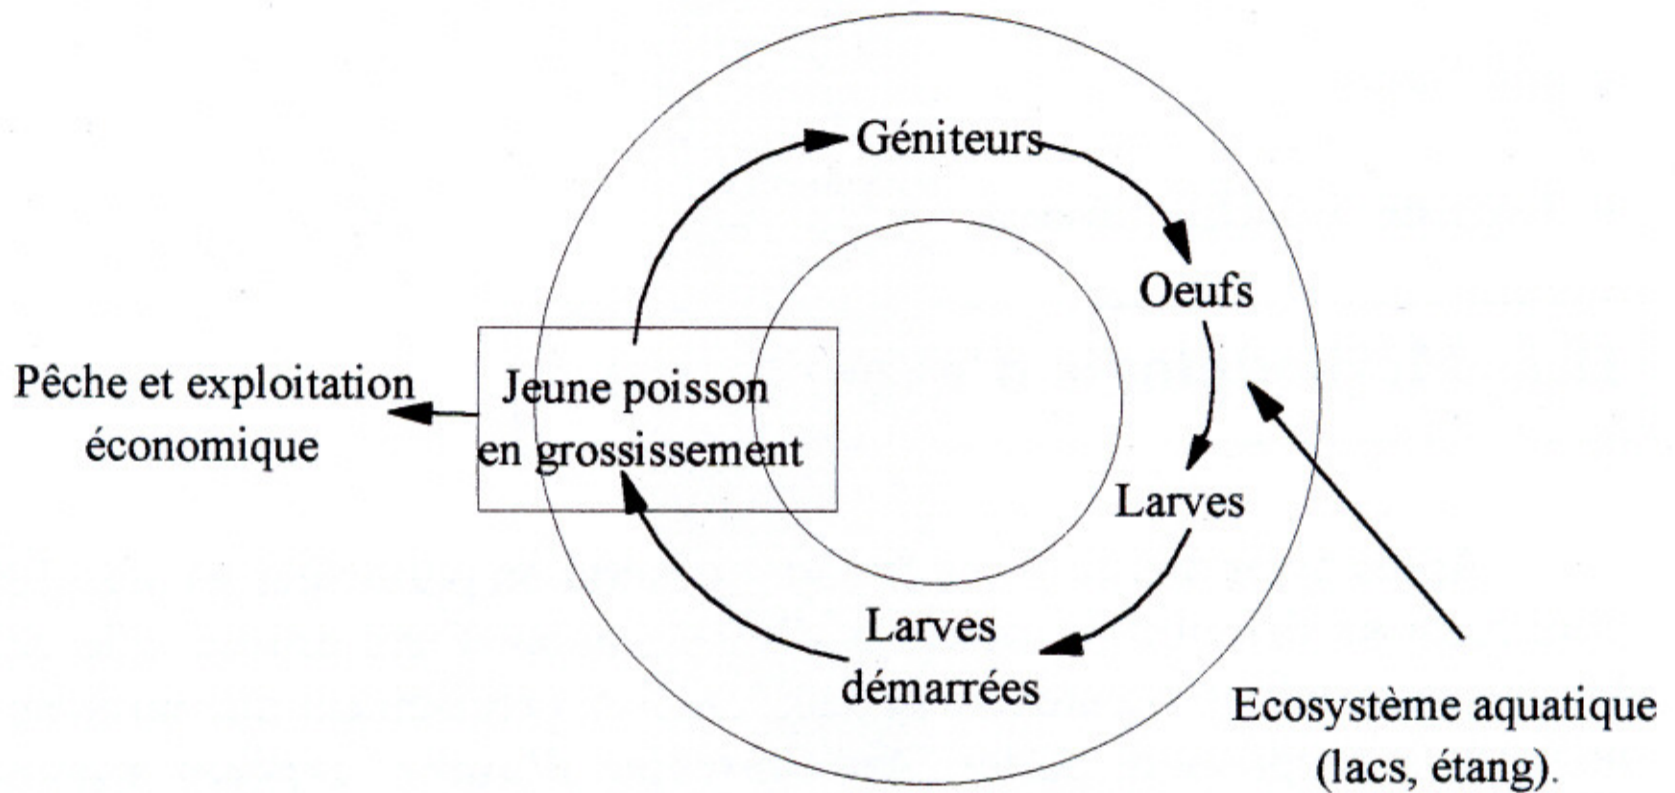 Géniteurs
Oeufs
Pêche et exploitation
économique
Jeune poisson
en grossissement
Larves
Larves
démarrées
Ecosystème aquatique
(lacs, étang).